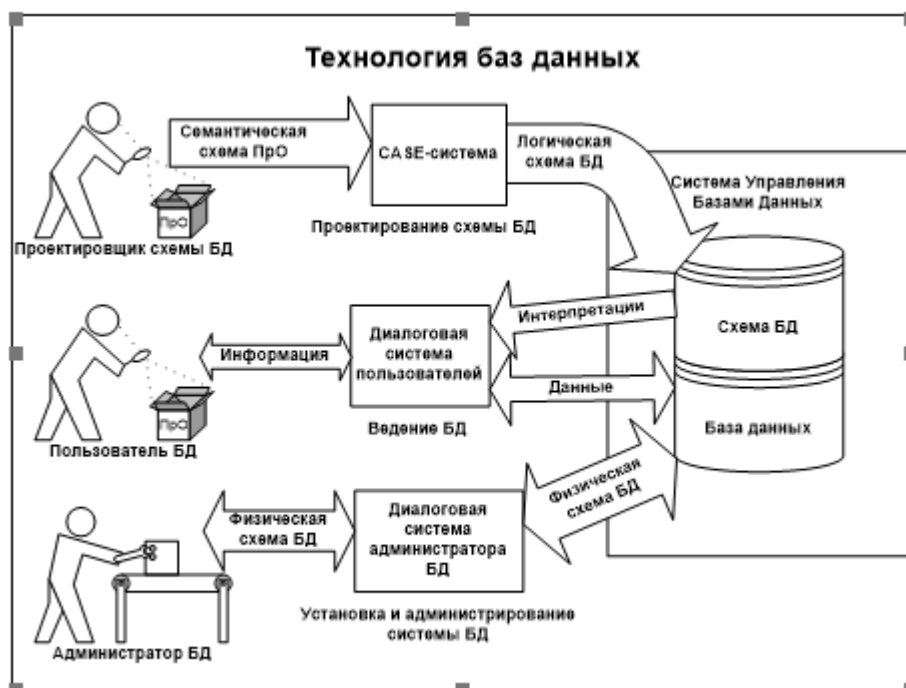 Технология баз данных
Семантическая
схема ПрО
CASE-система
Логическая
схема БД
Система Управления
Базами Данных
ПрО
Проектировщик схемы БД
Проектирование схемы БД
Интерпретации
Схема БД
Информация
Диалоговая
система
пользователей
Данные
ПрО
Пользователь БД
Ведение БД
База данных
Физическая
схема БД
Диалоговая
система
администратора
БД
Физическая
схема БД
Установка и администрирование
системы БД
Администратор БД